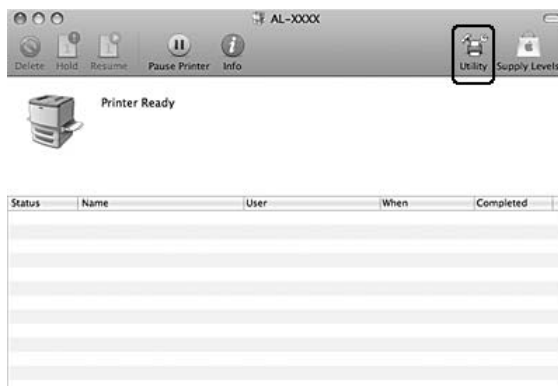 AL-XXXX
Delete Hold Resume Pause Printer Info Utility Supply Levels
Printer Ready
Status Name User When Completed